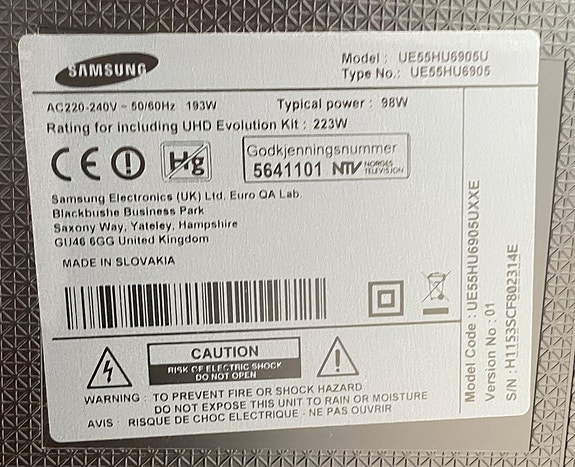 SAMSUNG
Model : UE55HU6905U
Type No.: UE55HU6905
AC220-240V ~ 50/60Hz 193W Typical power : 98W
Rating for including UHD Evolution Kit : 223W
CE
Hg
Godkjenningsnummer
5641101 NTV NORGES TELEVISJON
Samsung Electronics (UK) Ltd, Euro QA Lab.
Blackbushe Business Park
Saxony Way, Yateley, Hampshire
GU46 6GG United Kingdom
MADE IN SLOVAKIA
CAUTION
RISK OF ELECTRIC SHOCK
DO NOT OPEN
WARNING : TO PREVENT FIRE OR SHOCK HAZARD
DO NOT EXPOSE THIS UNIT TO RAIN OR MOISTURE
AVIS : RISQUE DE CHOC ELECTRIQUE - NE PAS OUVRIR
Model Code : UE55HU6905UXXE
Version No : 01
S/N : H1153SCF802314E